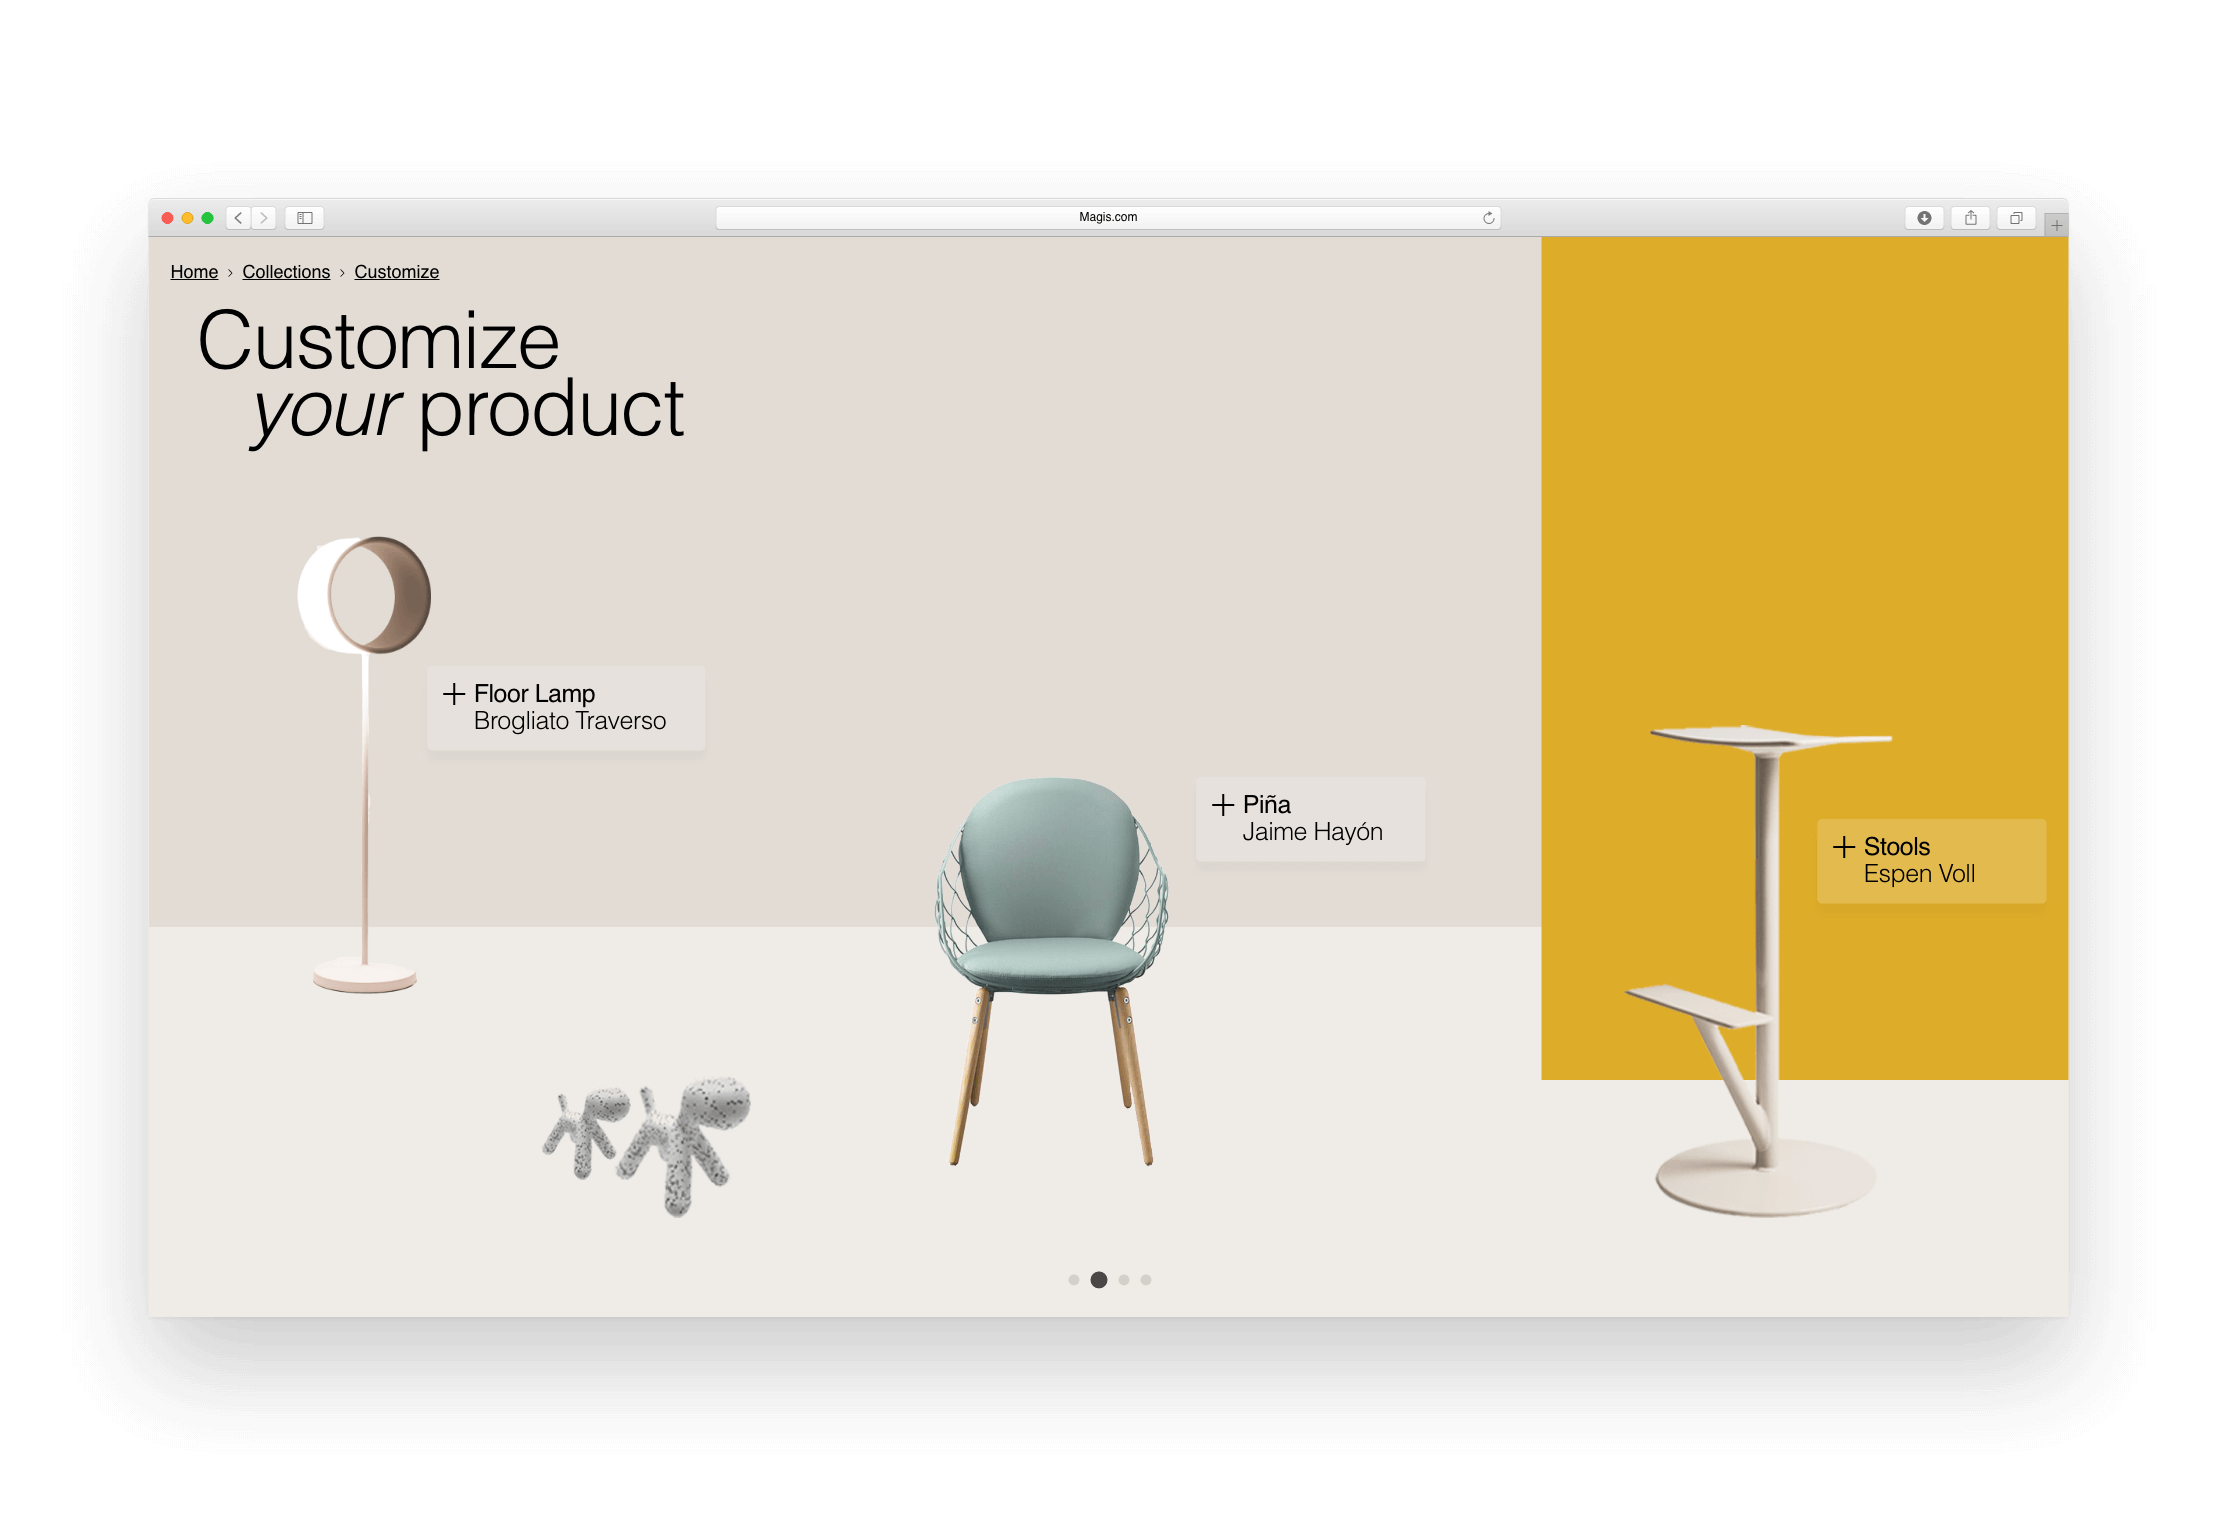 Magis.com
Home › Collections › Customize
Customize
your product
Floor Lamp
Brogliato Traverso
Piña
Jaime Hayón
Stools
Espen Voll